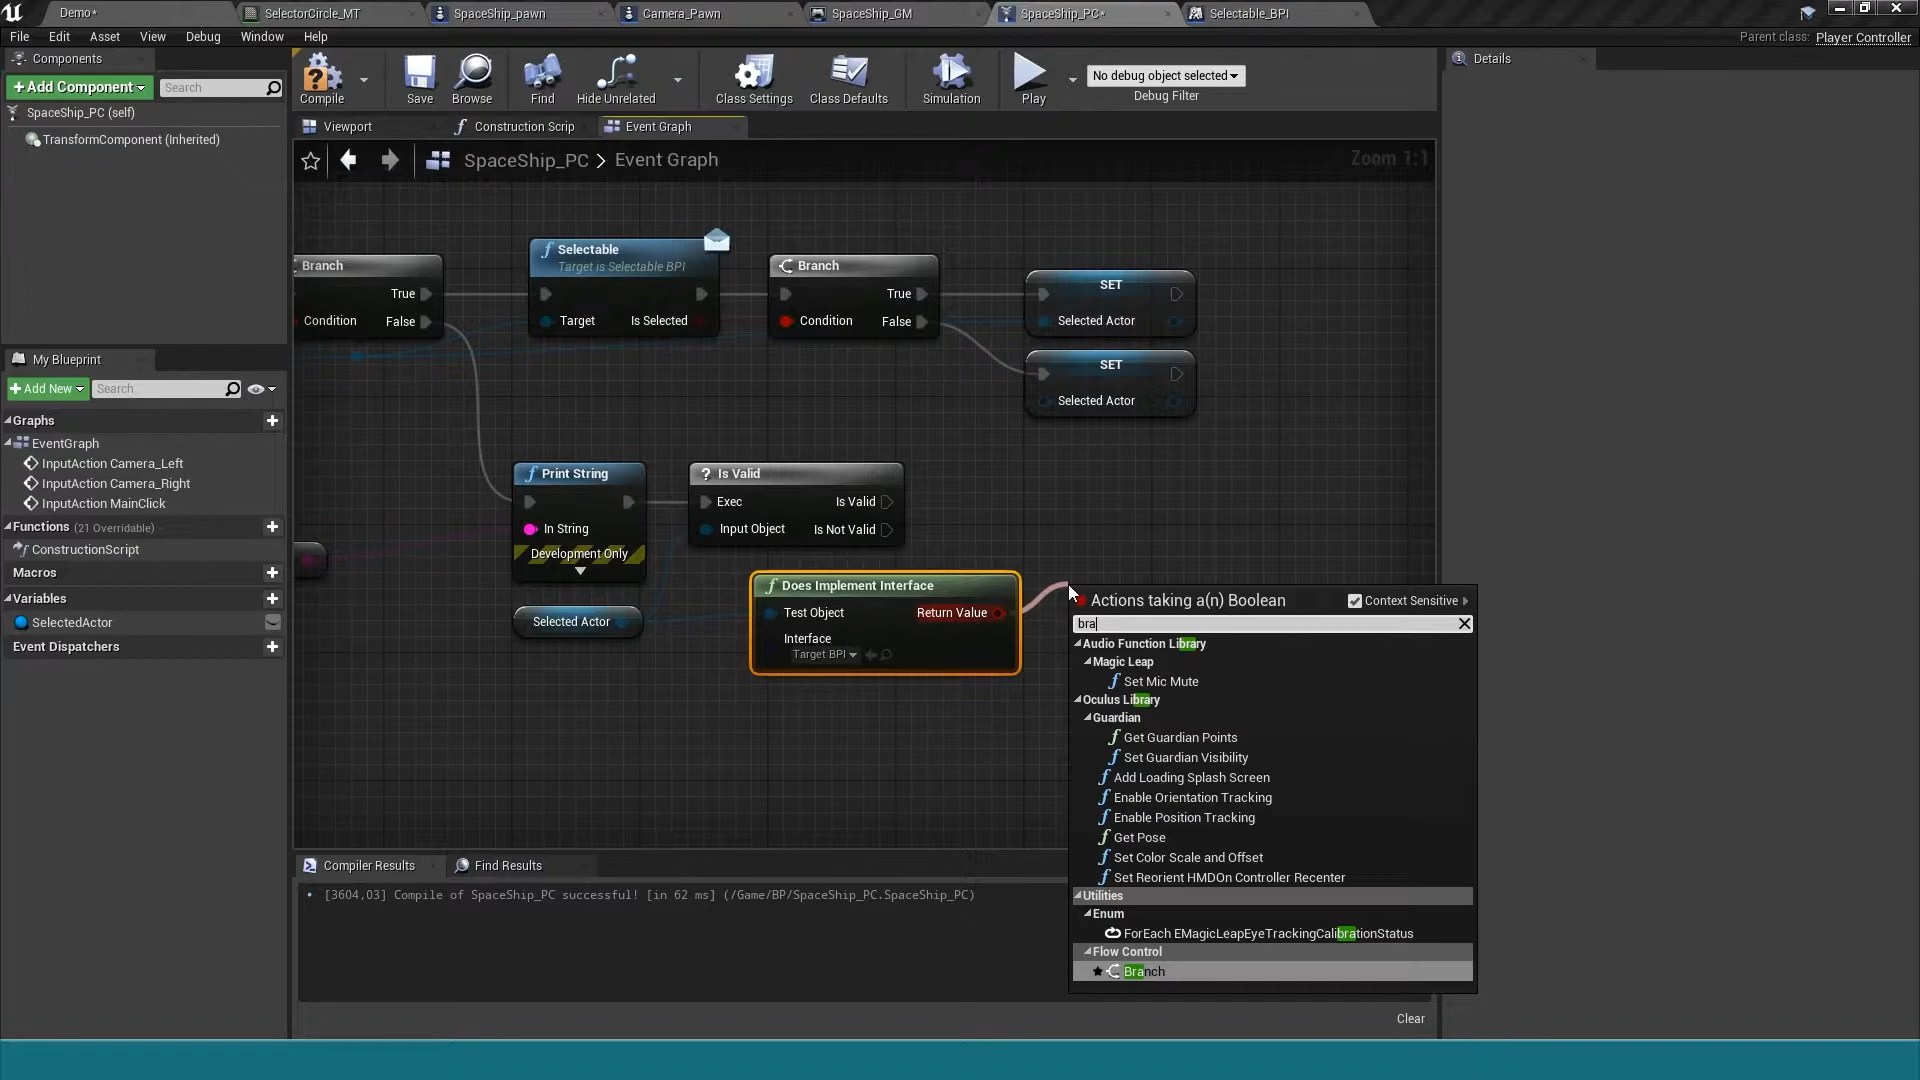 Demo*
SelectorCircle_MT
SpaceShip_pawn
Camera_Pawn
SpaceShip_GM
SpaceShip_PC*
Selectable_BPI
File Edit Asset View Debug Window Help
Parent class: Player Controller
Components
+Add Component
Search
SpaceShip_PC (self)
TransformComponent (Inherited)
Compile
Save
Browse
Find
Hide Unrelated
Class Settings
Class Defaults
Simulation
Play
No debug object selected
Debug Filter
Details
Viewport
Construction Scrip
Event Graph
SpaceShip_PC > Event Graph
Zoom 1:1
Branch
True
Condition
False
Selectable
Target is Selectable BPI
Target
Is Selected
Branch
True
Condition
False
SET
Selected Actor
SET
Selected Actor
Print String
In String
Development Only
Is Valid
Exec
Is Valid
Input Object
Is Not Valid
Selected Actor
Does Implement Interface
Test Object
Return Value
Interface
Target BPI
My Blueprint
+Add New
Search
Graphs
EventGraph
InputAction Camera_Left
InputAction Camera_Right
InputAction MainClick
Functions (21 Overridable)
ConstructionScript
Macros
Variables
SelectedActor
Event Dispatchers
Actions taking a(n) Boolean
Context Sensitive
bra
Audio Function Library
Magic Leap
Set Mic Mute
Oculus Library
Guardian
Get Guardian Points
Set Guardian Visibility
Add Loading Splash Screen
Enable Orientation Tracking
Enable Position Tracking
Get Pose
Set Color Scale and Offset
Set Reorient HMDOn Controller Recenter
Utilities
Enum
ForEach EMagicLeapEyeTrackingCalibrationStatus
Flow Control
Branch
Compiler Results
Find Results
[3604,03] Compile of SpaceShip_PC successful! [in 62 ms] (/Game/BP/SpaceShip_PC.SpaceShip_PC)
Clear